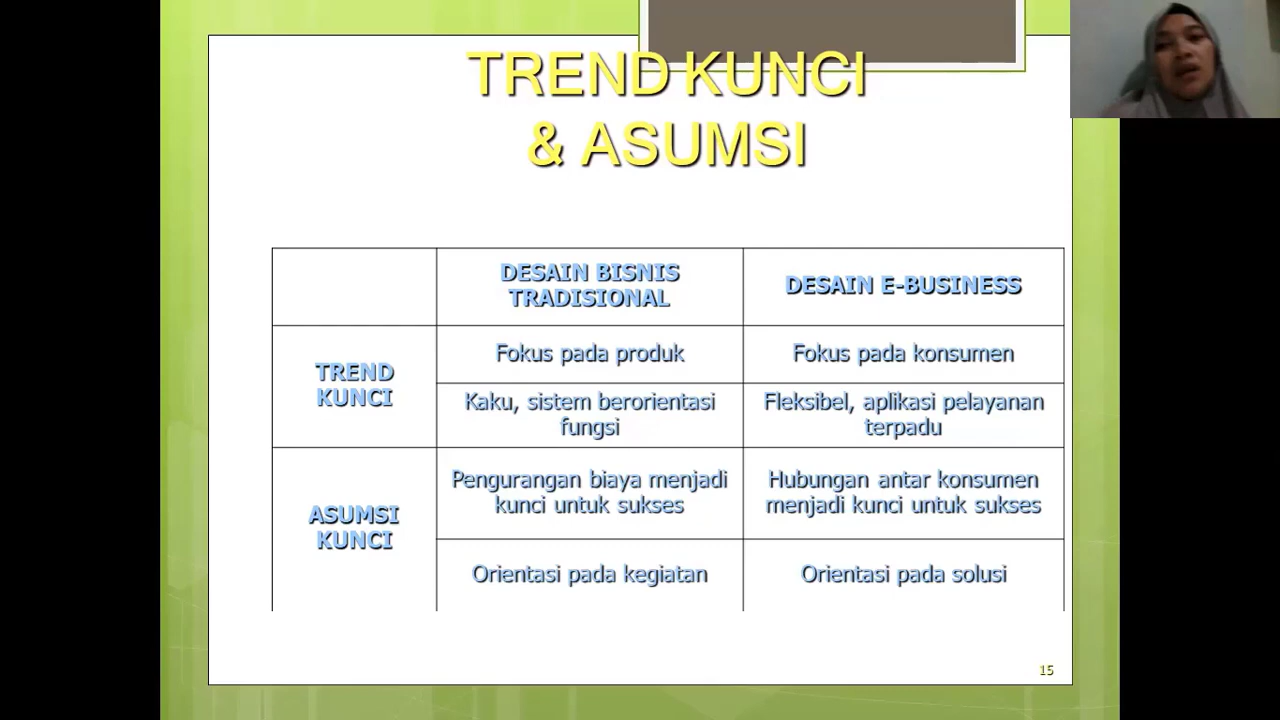 TREND KUNCI
& ASUMSI
DESAIN BISNIS
TRADISIONAL
DESAIN E-BUSINESS
TREND
KUNCI
Fokus pada produk
Fokus pada konsumen
Kaku, sistem berorientasi
fungsi
Fleksibel, aplikasi pelayanan
terpadu
ASUMSI
KUNCI
Pengurangan biaya menjadi
kunci untuk sukses
Hubungan antar konsumen
menjadi kunci untuk sukses
Orientasi pada kegiatan
Orientasi pada solusi
15